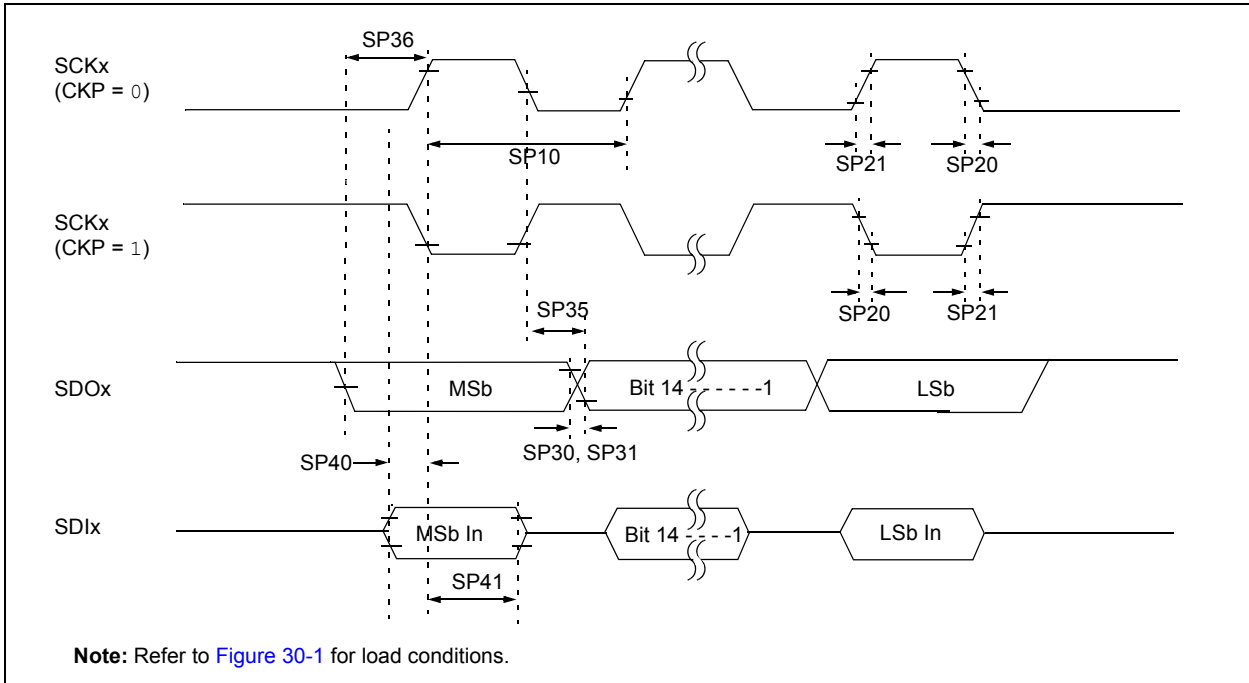 SP36
SCKx
(CKP = 0)
SP10
SP21
SP20
SCKx
(CKP = 1)
SP35
SP20
SP21
SDOx
MSb
Bit 14 - - - - - -1
LSb
SP30, SP31
SP40
SDIx
MSb In
Bit 14 - - - -1
LSb In
SP41
Note: Refer to Figure 30-1 for load conditions.